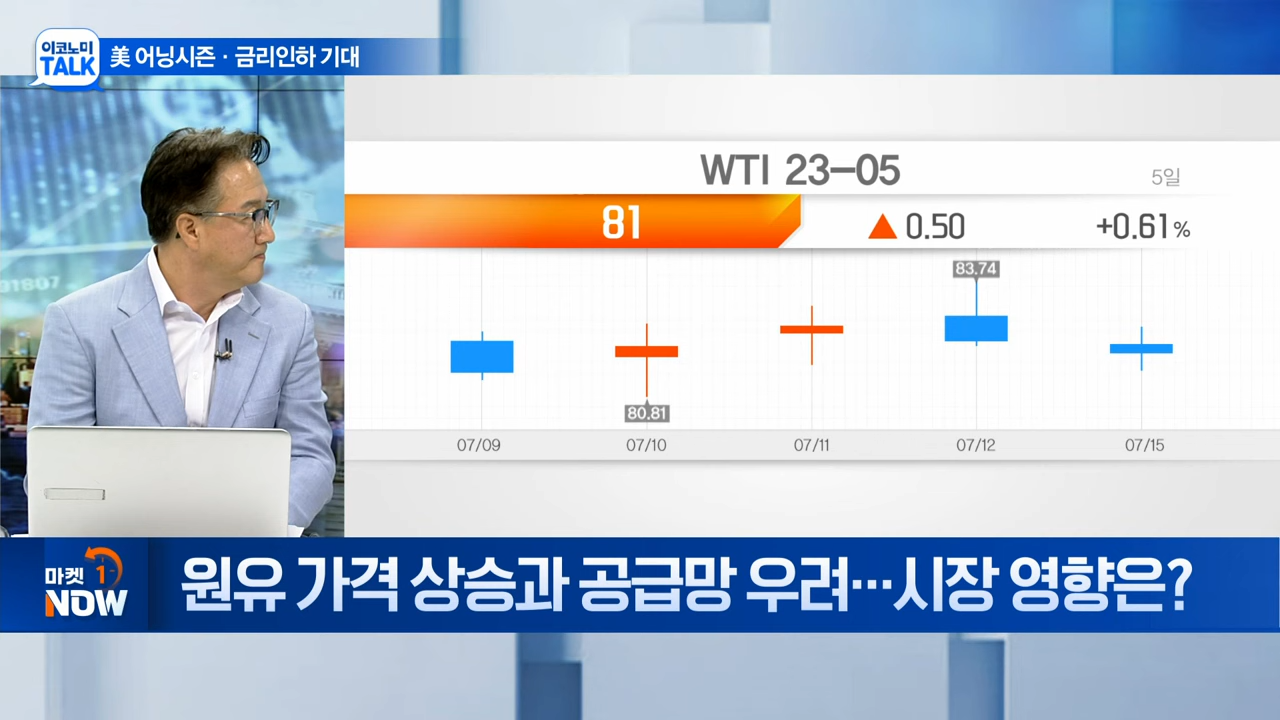 이코노미
TALK
美 어닝시즌 · 금리인하 기대
91807
WTI 23-05
5일
81
▲ 0.50
+0.61%
83.74
80.81
07/09
07/10
07/11
07/12
07/15
마켓 1
NOW
원유 가격 상승과 공급망 우려…시장 영향은?